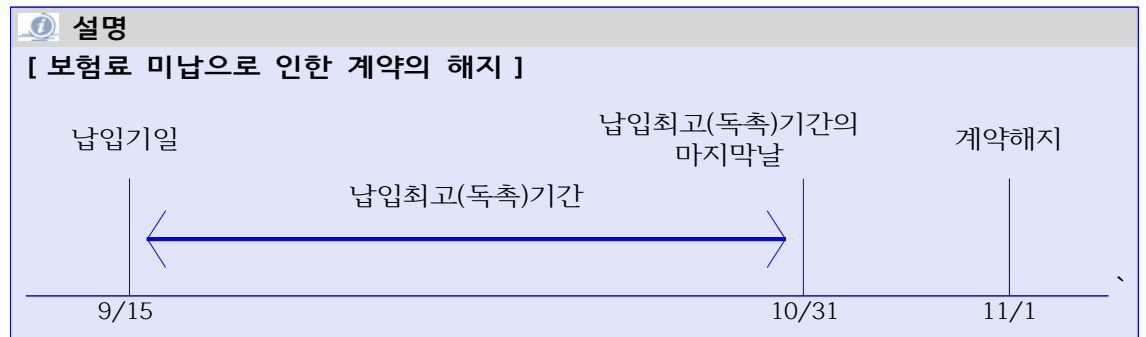 설명
[ 보험료 미납으로 인한 계약의 해지 ]
납입기일
납입최고(독촉)기간의
마지막날
계약해지
납입최고(독촉)기간
`
9/15
10/31
11/1